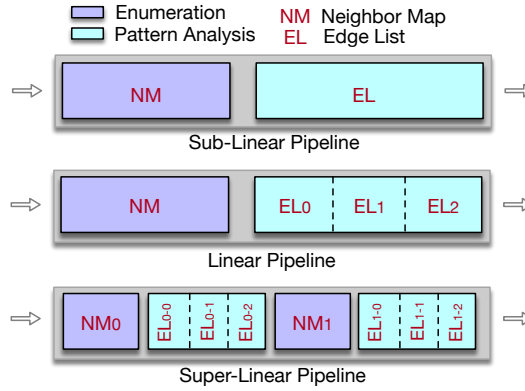 Enumeration
Pattern Analysis
NM Neighbor Map
EL Edge List
NM
EL
Sub-Linear Pipeline
NM
EL0
EL1
EL2
Linear Pipeline
NM0
EL0-0
EL0-1
EL0-2
NM1
EL1-0
EL1-1
EL1-2
Super-Linear Pipeline